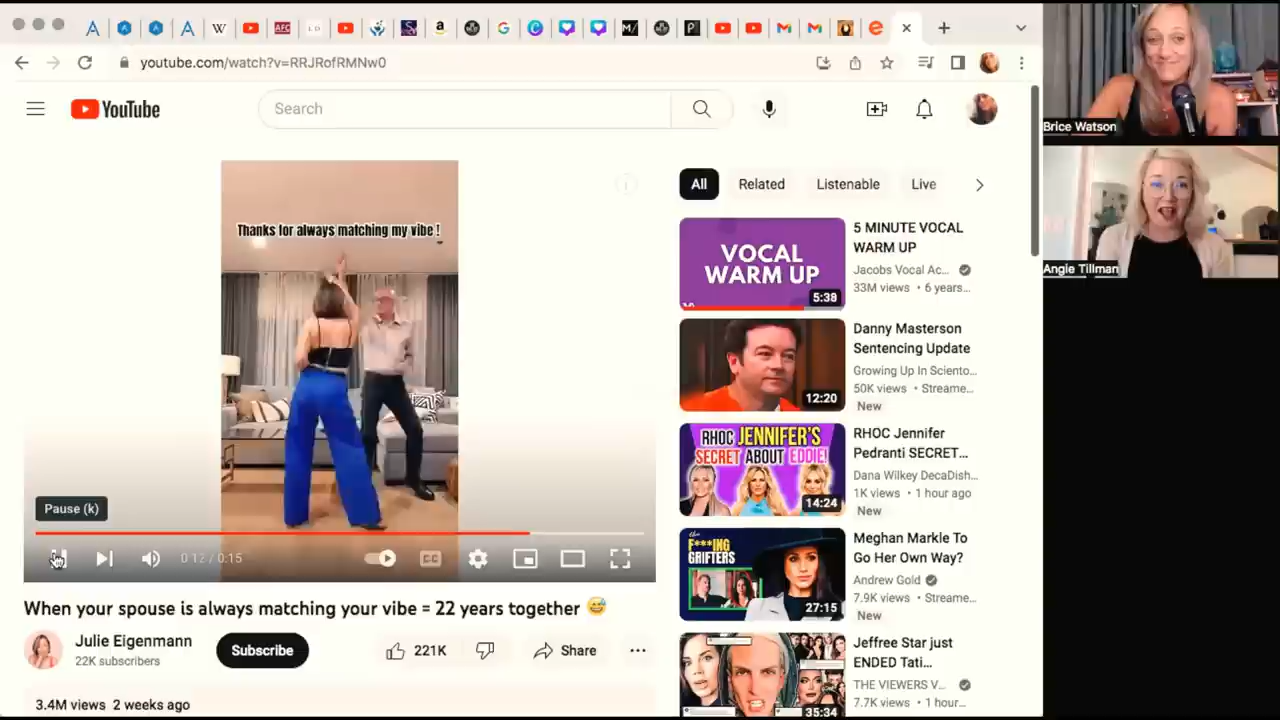 youtube.com/watch?v=RRJRofRMNw0
YouTube
Search
Thanks for always matching my vibe !
Pause (k)
0:12 / 0:15
CC
When your spouse is always matching your vibe = 22 years together
Julie Eigenmann
22K subscribers
Subscribe
221K
Share
3.4M views 2 weeks ago
All
Related
Listenable
Live
VOCAL
WARM UP
5:38
5 MINUTE VOCAL
WARM UP
Jacobs Vocal Ac...
33M views • 6 years...
12:20
Danny Masterson
Sentencing Update
Growing Up In Sciento...
50K views • Streame...
New
RHOC JENNIFER'S
SECRET ABOUT EDDIE!
14:24
RHOC Jennifer
Pedranti SECRET...
Dana Wilkey DecaDish...
1K views • 1 hour ago
New
the
F***ING
GRIFTERS
27:15
Meghan Markle To
Go Her Own Way?
Andrew Gold
7.9K views • Streame...
New
35:34
Jeffree Star just
ENDED Tati...
THE VIEWERS V...
7.7K views • 1 hour...
Brice Watson
Angie Tillman